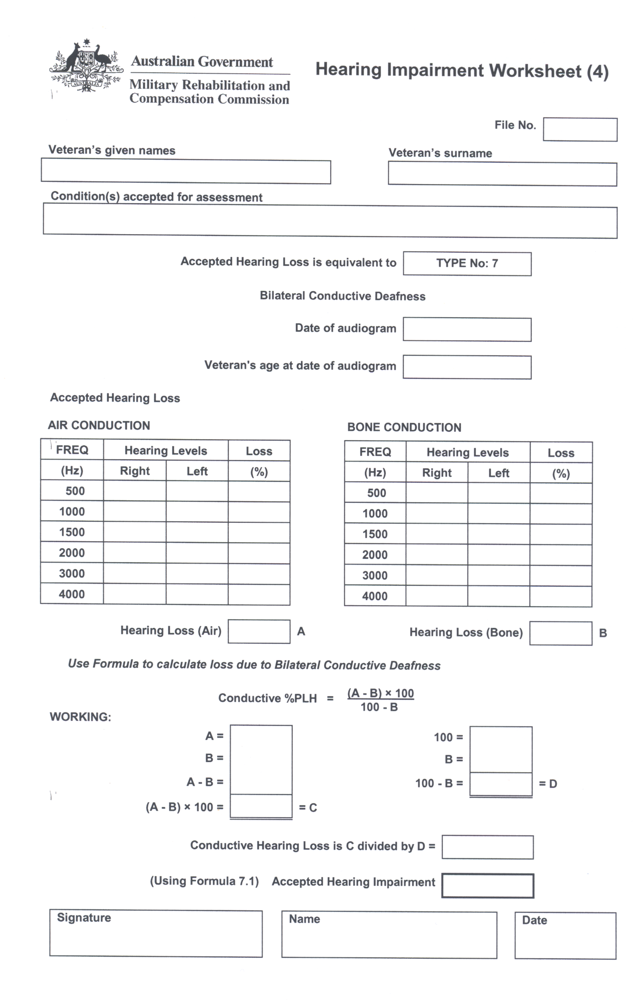 Australian Government
Military Rehabilitation and
Compensation Commission
AUSTRALIA
Hearing Impairment Worksheet (4)
File No.
Veteran's given names
Veteran's surname
Condition(s) accepted for assessment
Accepted Hearing Loss is equivalent to TYPE No: 7
Bilateral Conductive Deafness
Date of audiogram
Veteran's age at date of audiogram
Accepted Hearing Loss
AIR CONDUCTION
FREQ Hearing Levels Loss
(Hz) Right Left (%)
500
1000
1500
2000
3000
4000
Hearing Loss (Air) A
BONE CONDUCTION
FREQ Hearing Levels Loss
(Hz) Right Left (%)
500
1000
1500
2000
3000
4000
Hearing Loss (Bone) B
Use Formula to calculate loss due to Bilateral Conductive Deafness
Conductive %PLH = (A - B) × 100
100 - B
WORKING:
A =
B =
A - B =
(A - B) × 100 = = C
100 =
B =
100 - B = = D
Conductive Hearing Loss is C divided by D =
(Using Formula 7.1) Accepted Hearing Impairment
Signature
Name
Date